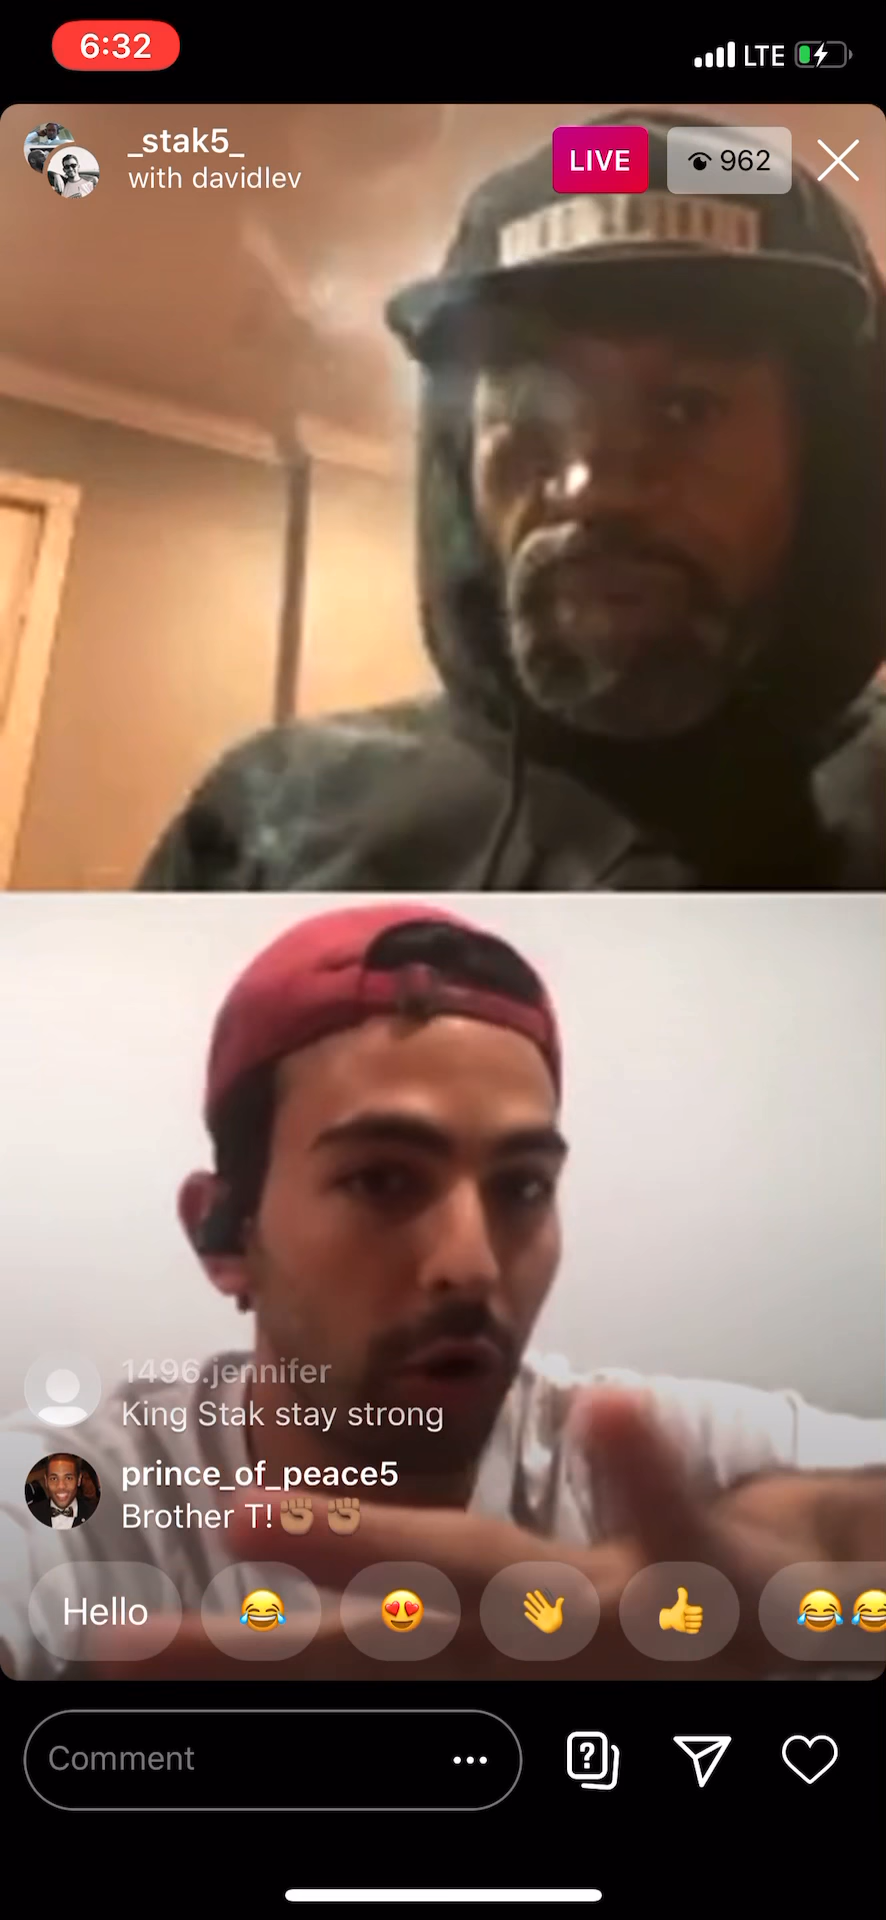 6:32
LTE
_stak5_
with davidlev
LIVE
962
1496.jennifer
King Stak stay strong
prince_of_peace5
Brother T!✊🏽 ✊🏽
Hello
Comment